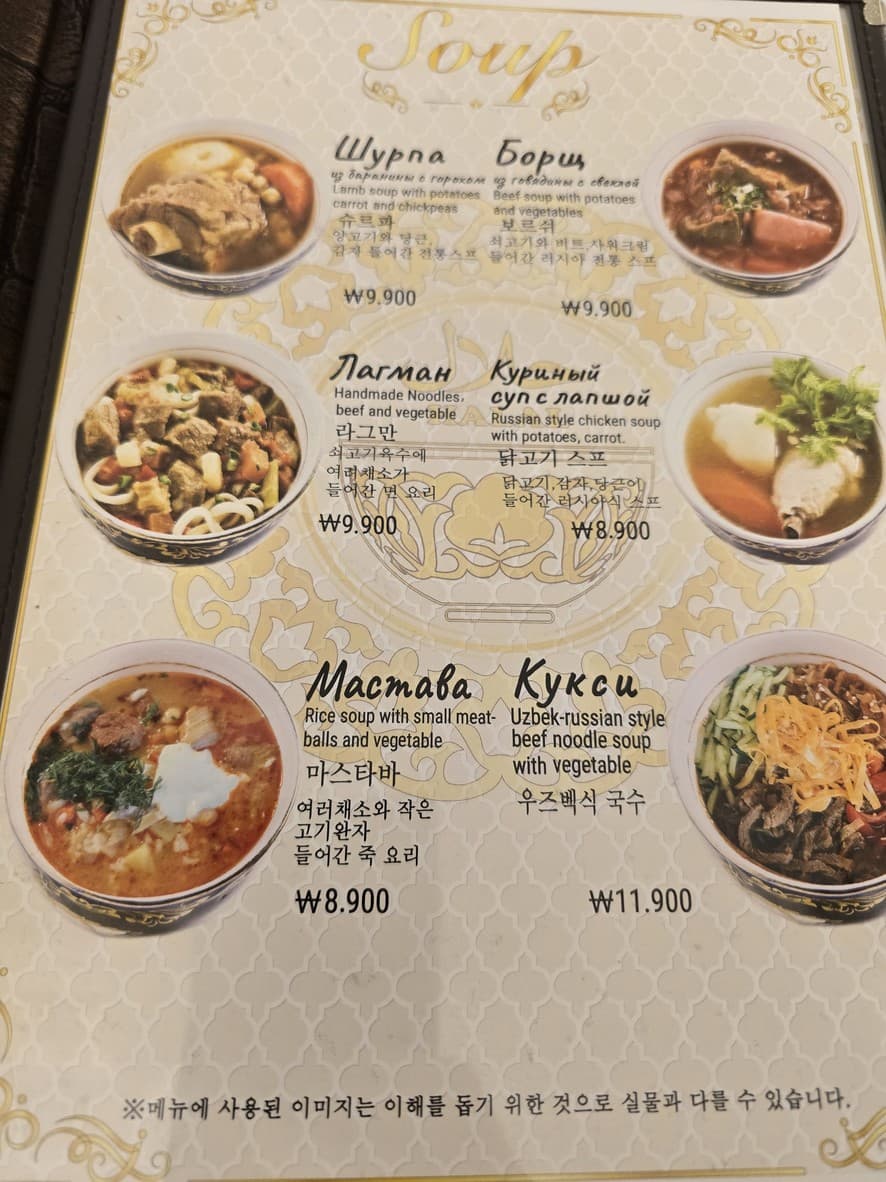 Soup
Шурпа
из баранины с горохом
Lamb soup with potatoes
carrot and chickpeas
슈르파
양고기와 당근,
감자 들어간 전통스프
₩9.900
Борщ
из говядины с свеклой
Beef soup with potatoes
and vegetables
보르쉬
쇠고기와 비트,사워크림
들어간 러시아 전통 스프
₩9.900
Лагман
Handmade Noodles,
beef and vegetable
라그만
쇠고기육수에
여러채소가
들어간 면 요리
₩9.900
Куриный
суп с лапшой
Russian style chicken soup
with potatoes, carrot.
닭고기 스프
닭고기,감자,당근이
들어간 러시아식 스프
₩8.900
Мастава
Rice soup with small meat-
balls and vegetable
마스타바
여러채소와 작은
고기완자
들어간 죽 요리
₩8.900
Кукси
Uzbek-russian style
beef noodle soup
with vegetable
우즈벡식 국수
₩11.900
※메뉴에 사용된 이미지는 이해를 돕기 위한 것으로 실물과 다를 수 있습니다.